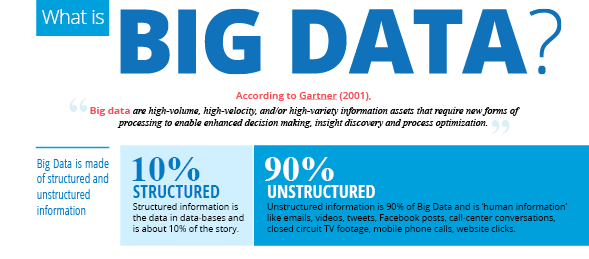 What is
BIG DATA?
According to Gartner (2001),
“ Big data are high-volume, high-velocity, and/or high-variety information assets that require new forms of
processing to enable enhanced decision making, insight discovery and process optimization. ”
Big Data is made
of structured and
unstructured
information
10%
STRUCTURED
Structured information is
the data in data-bases and
is about 10% of the story.
90%
UNSTRUCTURED
Unstructured information is 90% of Big Data and is ‘human information’
like emails, videos, tweets, Facebook posts, call-center conversations,
closed circuit TV footage, mobile phone calls, website clicks.